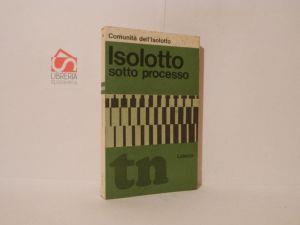 Comunità dell'Isolotto
Isolotto
sotto processo
tn
Laterza
LIBRERIA